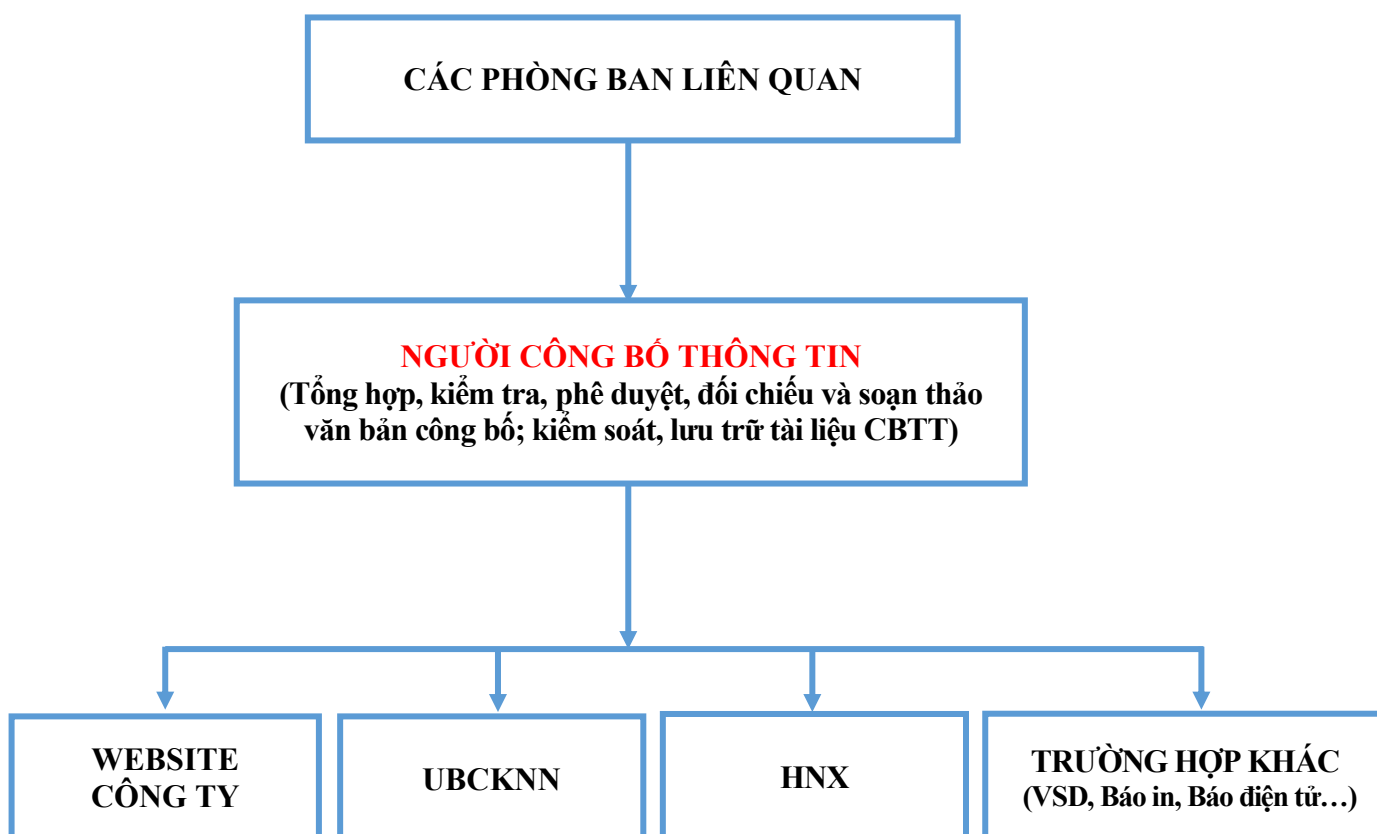 CÁC PHÒNG BAN LIÊN QUAN
NGƯỜI CÔNG BỐ THÔNG TIN
(Tổng hợp, kiểm tra, phê duyệt, đối chiếu và soạn thảo
văn bản công bố; kiểm soát, lưu trữ tài liệu CBTT)
WEBSITE
CÔNG TY
UBCKNN
HNX
TRƯỜNG HỢP KHÁC
(VSD, Báo in, Báo điện tử…)